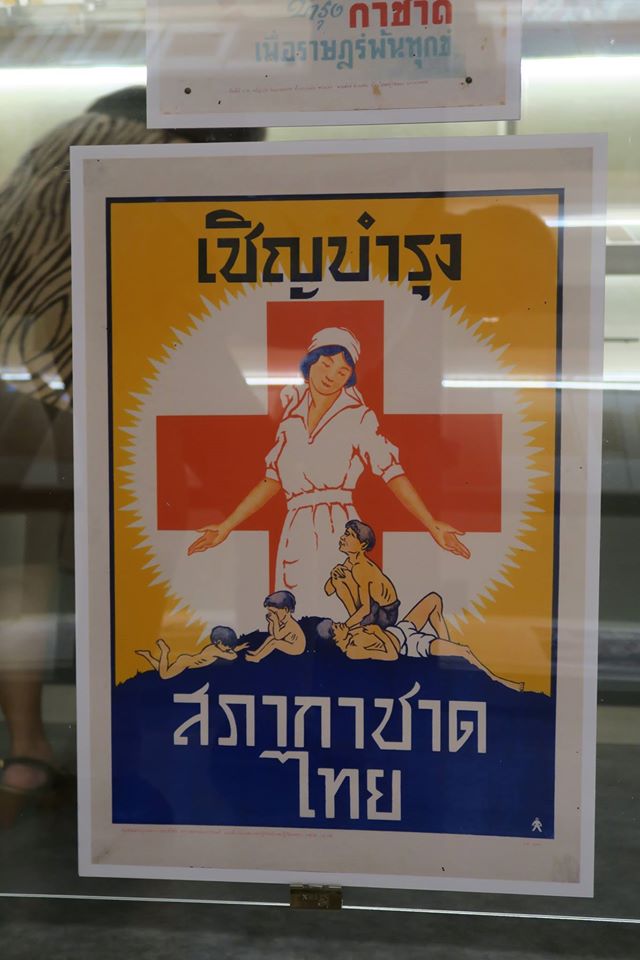 บำรุง กาชาด
เพื่อราษฎร์พ้นทุกข์
เชิญบำรุง
สภากาชาด
ไทย